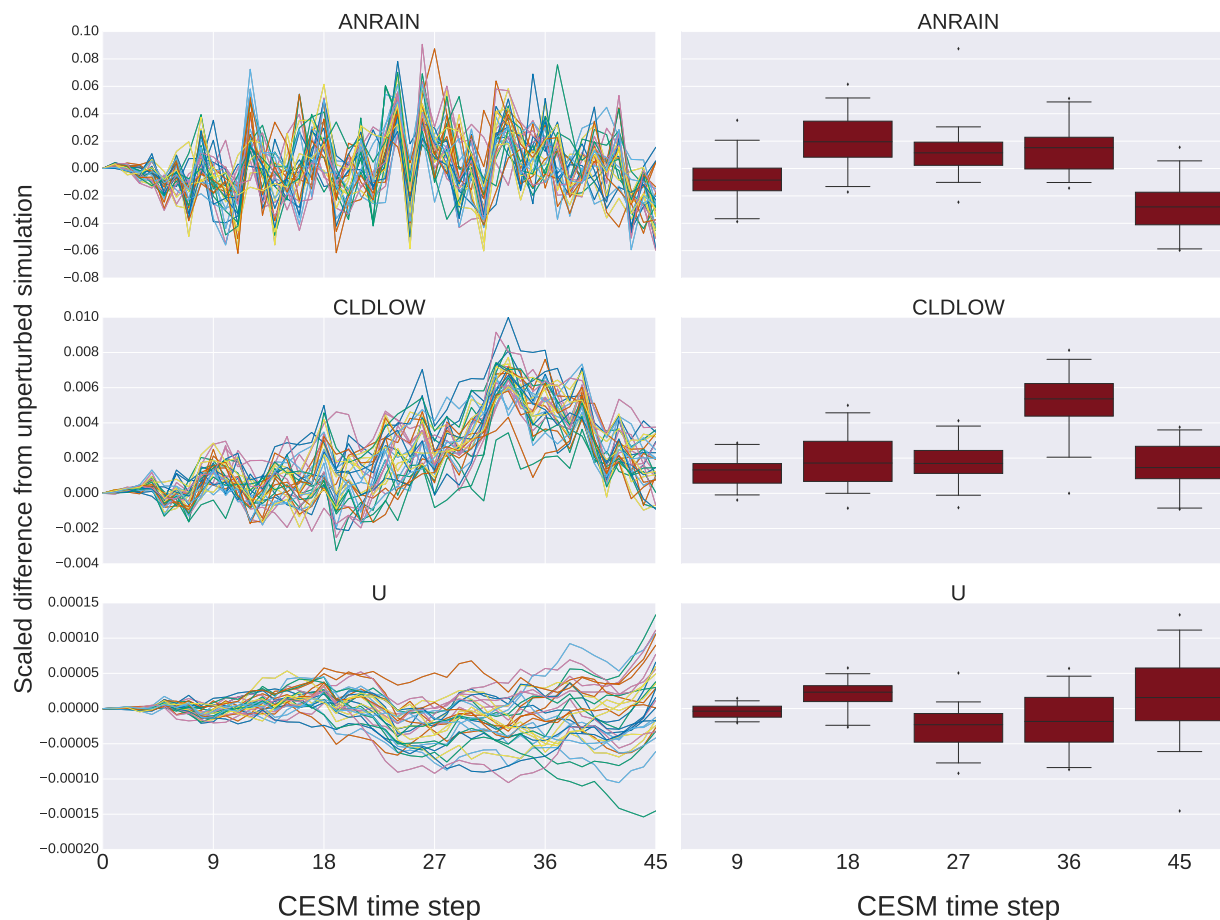 ANRAIN
ANRAIN
0.10
0.08
0.06
0.04
0.02
0.00
−0.02
−0.04
−0.06
−0.08
CLDLOW
CLDLOW
0.010
0.008
0.006
0.004
0.002
0.000
−0.002
−0.004
U
U
0.00015
0.00010
0.00005
0.00000
−0.00005
−0.00010
−0.00015
−0.00020
Scaled difference from unperturbed simulation
0 9 18 27 36 45
9 18 27 36 45
CESM time step
CESM time step